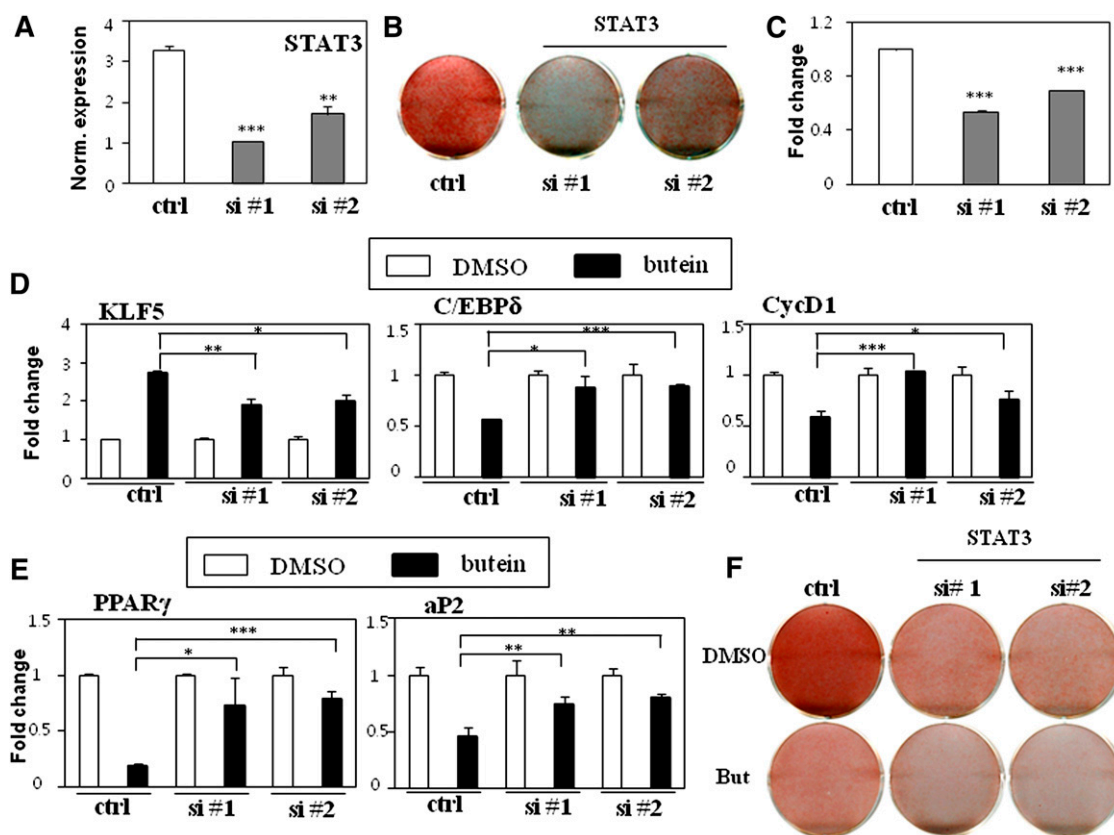 A
STAT3
Norm. expression
4
3
2
1
0
***
**
ctrl
si #1
si #2
B
STAT3
ctrl
si #1
si #2
C
Fold change
1.2
0.8
0.4
0
***
***
ctrl
si #1
si #2
DMSO
butein
D
KLF5
Fold change
4
3
2
1
0
*
**
ctrl
si #1
si #2
C/EBPδ
1.5
1
0.5
0
***
*
ctrl
si #1
si #2
CycD1
1.5
1
0.5
0
*
***
ctrl
si #1
si #2
DMSO
butein
E
PPARγ
Fold change
1.5
1
0.5
0
***
*
ctrl
si #1
si #2
aP2
1.5
1
0.5
0
**
**
ctrl
si #1
si #2
F
STAT3
ctrl
si# 1
si#2
DMSO
But